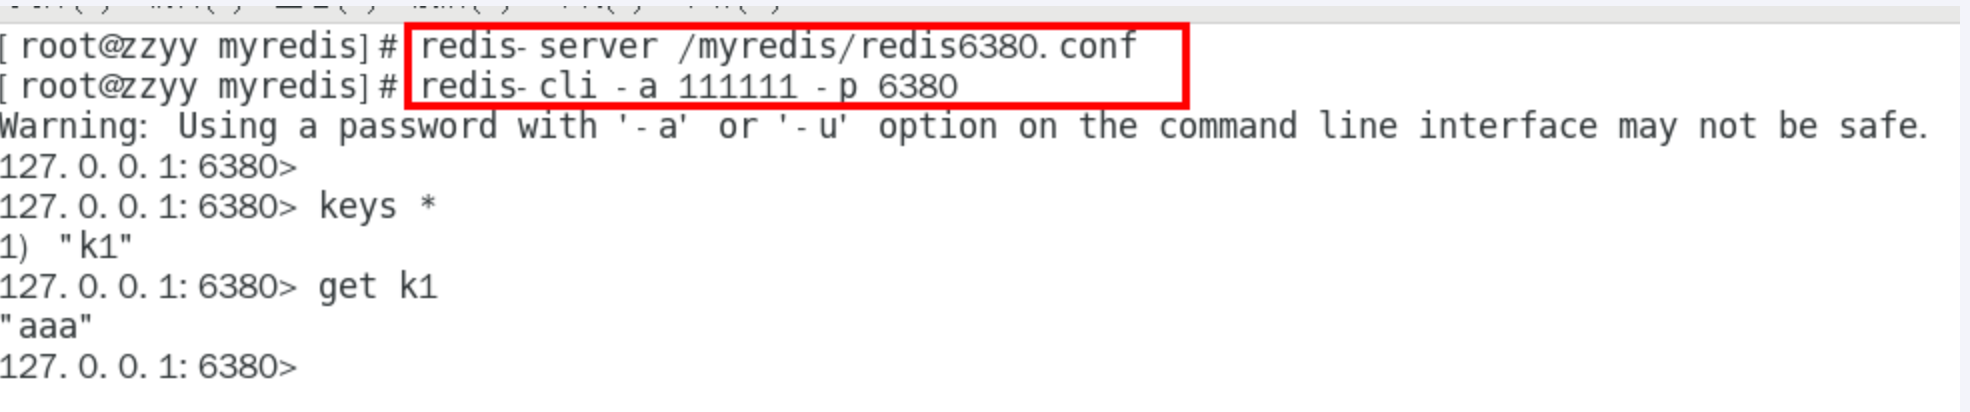 [root@zzyy myredis]# redis-server /myredis/redis6380.conf
[root@zzyy myredis]# redis-cli -a 111111 -p 6380
Warning: Using a password with '-a' or '-u' option on the command line interface may not be safe.
127.0.0.1:6380>
127.0.0.1:6380> keys *
1) "k1"
127.0.0.1:6380> get k1
"aaa"
127.0.0.1:6380>